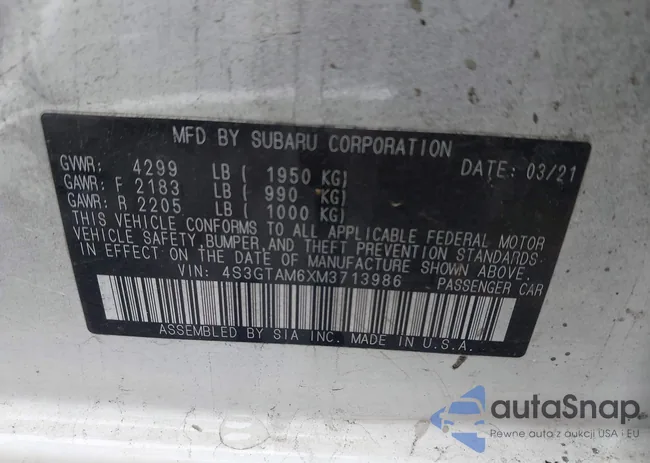 MFD BY SUBARU CORPORATION
GVWR: 4299 LB ( 1950 KG) DATE: 03/21
GAWR: F 2183 LB ( 990 KG)
GAWR: R 2205 LB ( 1000 KG)
THIS VEHICLE CONFORMS TO ALL APPLICABLE FEDERAL MOTOR
VEHICLE SAFETY, BUMPER, AND THEFT PREVENTION STANDARDS
IN EFFECT ON THE DATE OF MANUFACTURE SHOWN ABOVE.
VIN: 4S3GTAM6XM3713986 PASSENGER CAR
ASSEMBLED BY SIA INC. MADE IN U.S.A.
autaSnap
Pewne auta z aukcji USA · EU